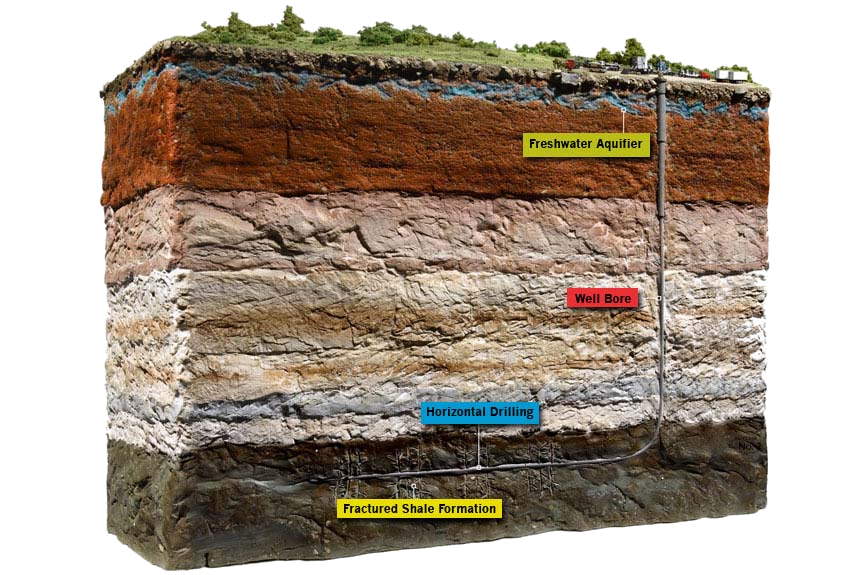 Freshwater Aquifier
Well Bore
Horizontal Drilling
Fractured Shale Formation